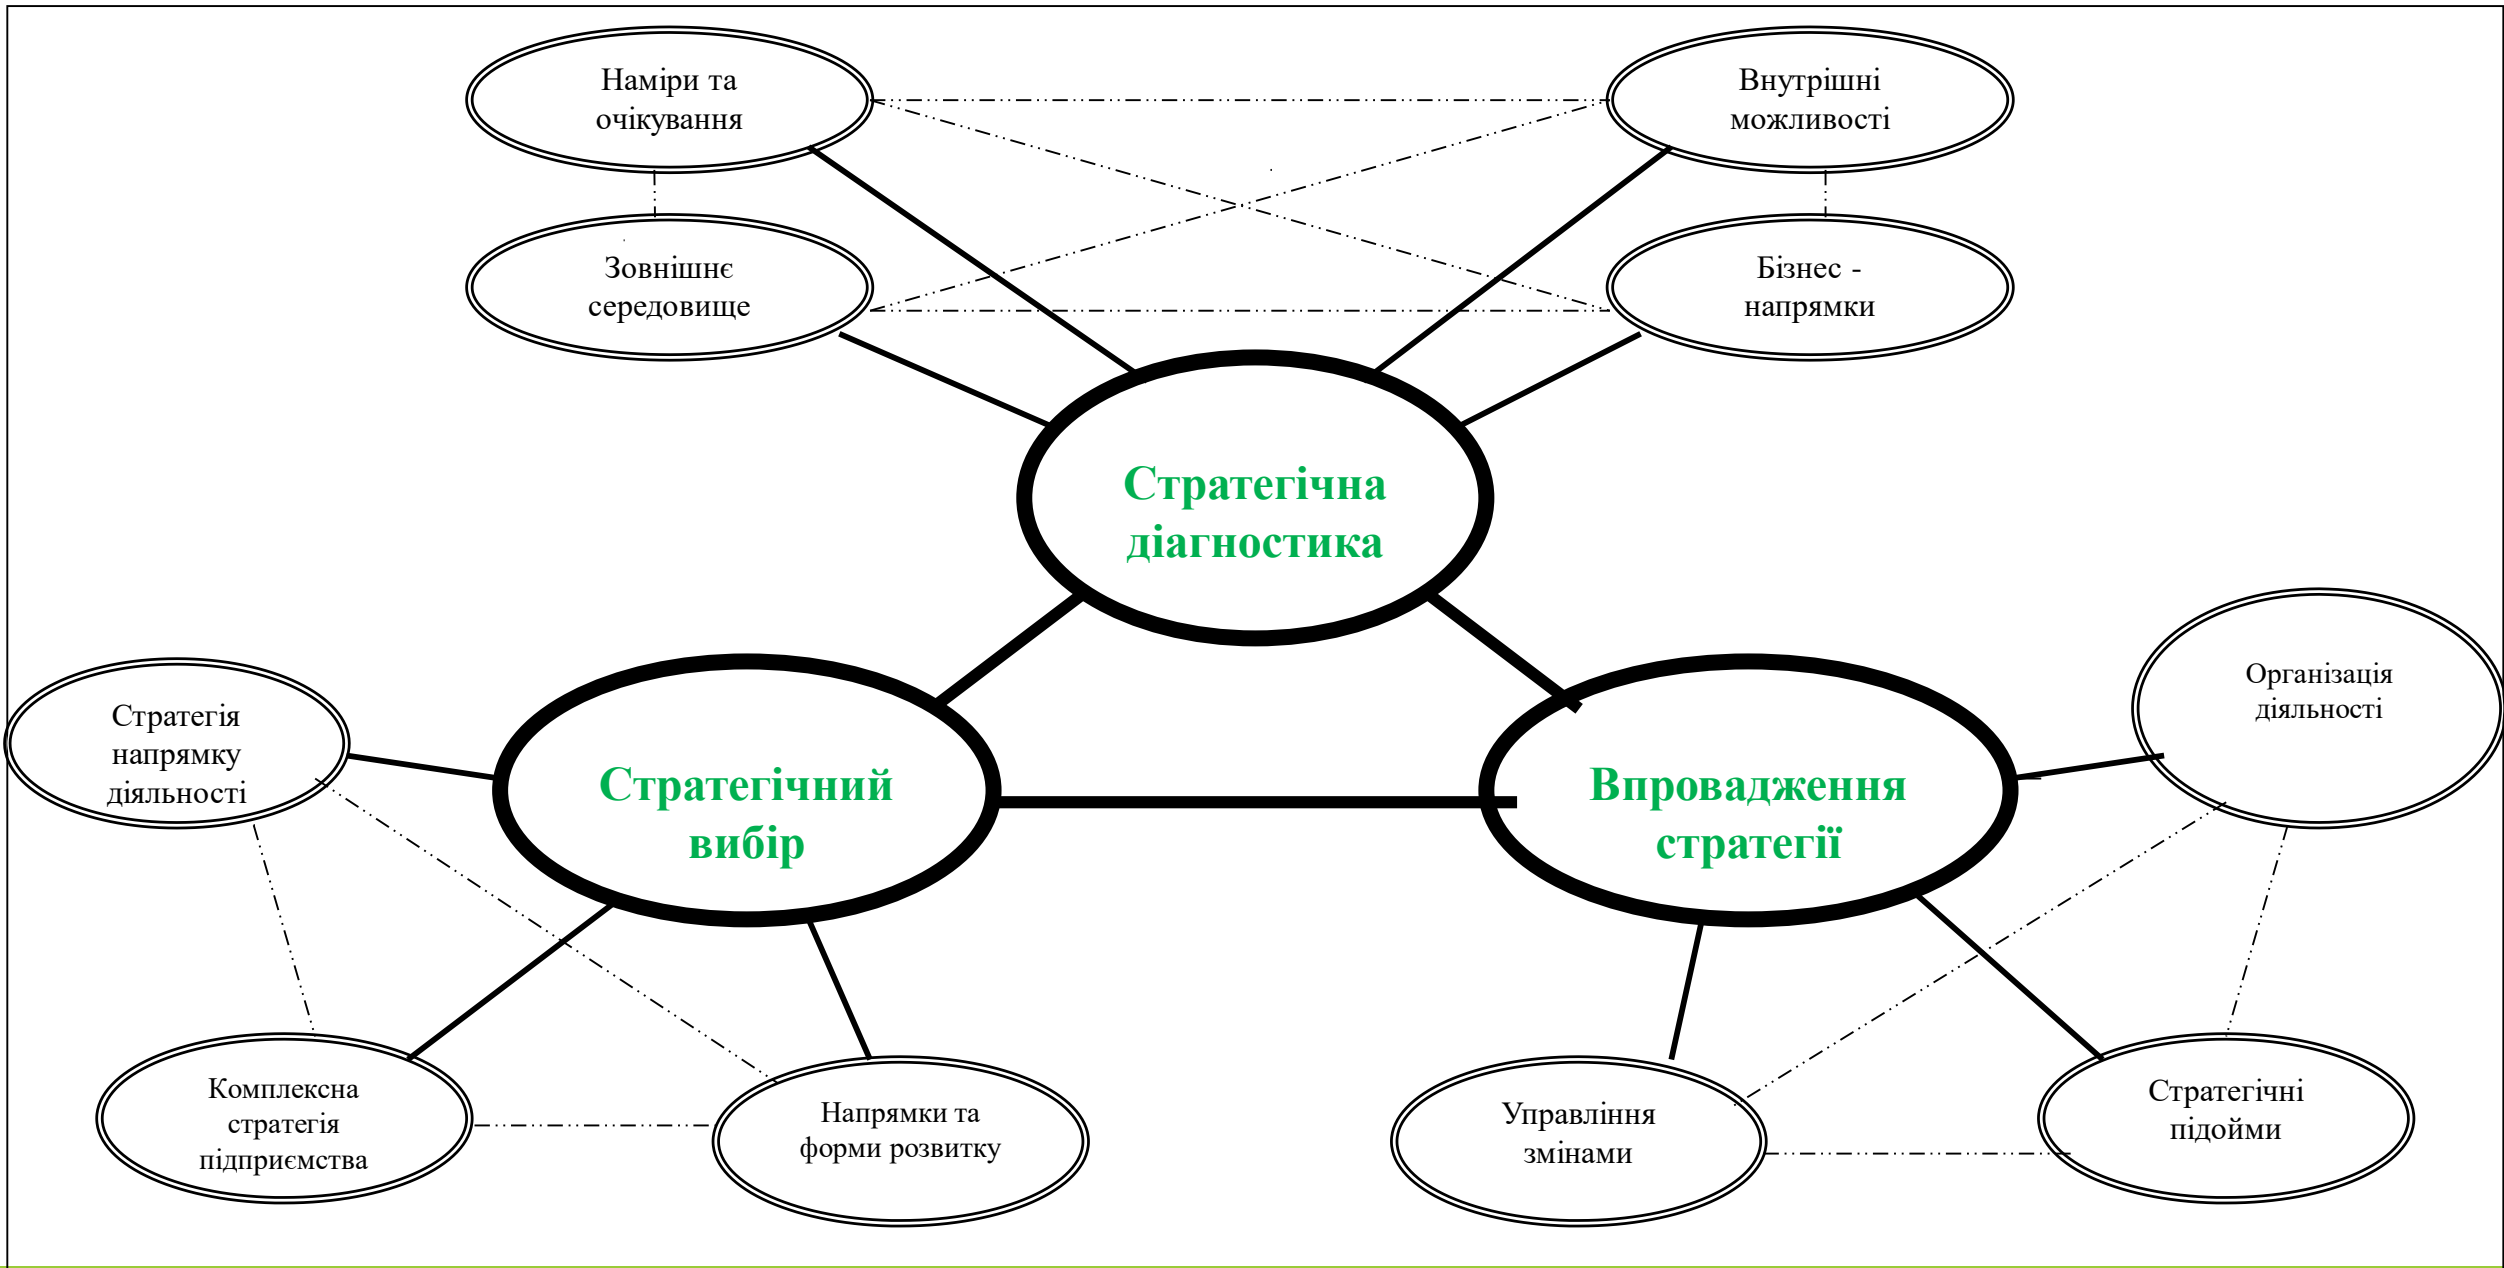 Наміри та
очікування
Внутрішні
можливості
Зовнішнє
середовище
Бізнес -
напрямки
Стратегічна
діагностика
Стратегія
напрямку
діяльності
Стратегічний
вибір
Впровадження
стратегії
Організація
діяльності
Комплексна
стратегія
підприємства
Напрямки та
форми розвитку
Управління
змінами
Стратегічні
підойми